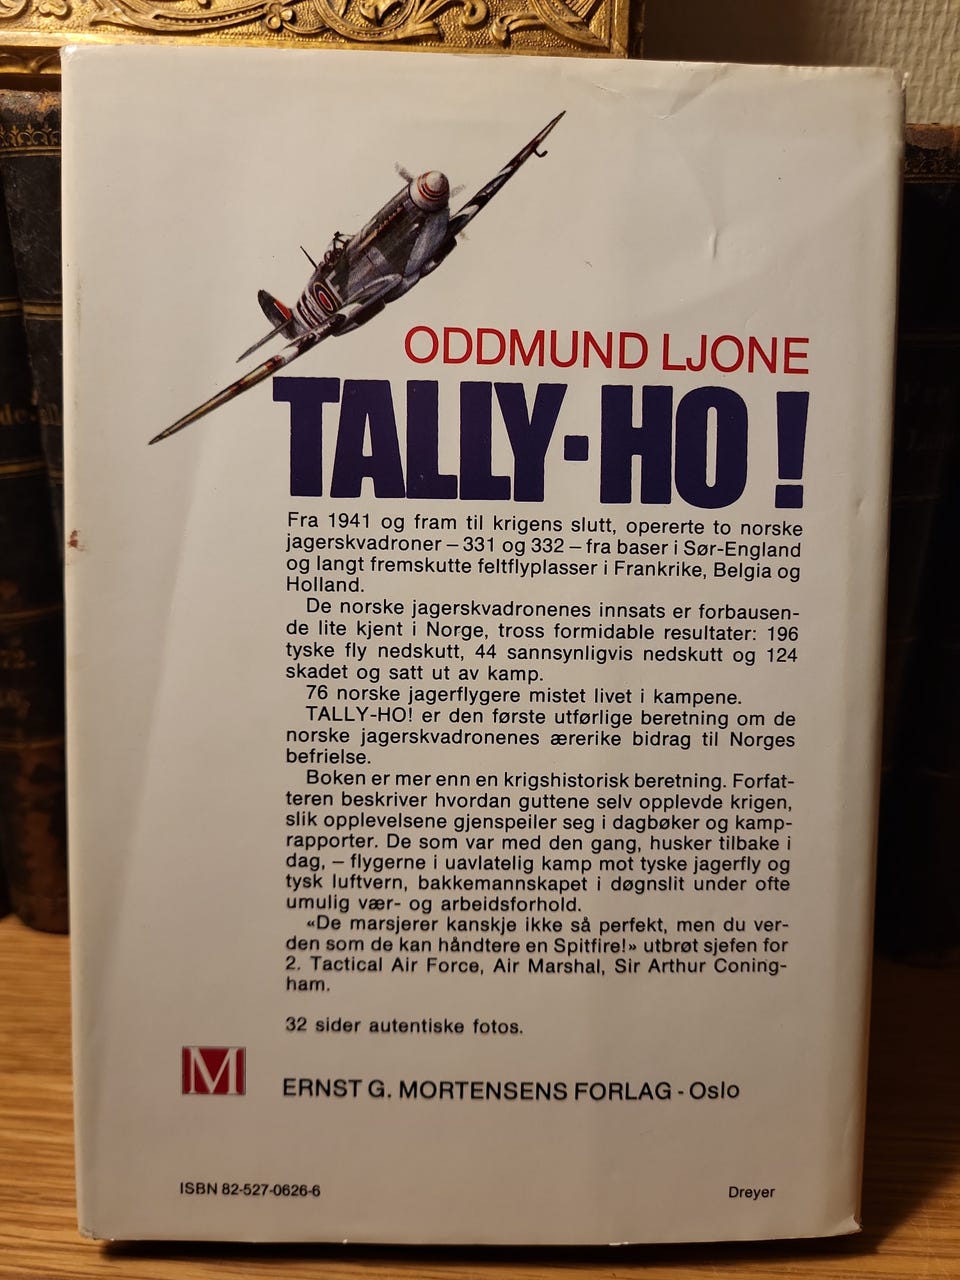 ODDMUND LJONE
TALLY-HO!
Fra 1941 og fram til krigens slutt, opererte to norske
jagerskvadroner – 331 og 332 – fra baser i Sør-England
og langt fremskutte feltflyplasser i Frankrike, Belgia og
Holland.
De norske jagerskvadronenes innsats er forbausen-
de lite kjent i Norge, tross formidable resultater: 196
tyske fly nedskutt, 44 sannsynligvis nedskutt og 124
skadet og satt ut av kamp.
76 norske jagerflygere mistet livet i kampene.
TALLY-HO! er den første utførlige beretning om de
norske jagerskvadronenes ærerike bidrag til Norges
befrielse.
Boken er mer enn en krigshistorisk beretning. Forfat-
teren beskriver hvordan guttene selv opplevde krigen,
slik opplevelsene gjenspeiler seg i dagbøker og kamp-
rapporter. De som var med den gang, husker tilbake i
dag, – flygerne i uavlatelig kamp mot tyske jagerfly og
tysk luftvern, bakkemannskapet i døgnslit under ofte
umulig vær- og arbeidsforhold.
«De marsjerer kanskje ikke så perfekt, men du ver-
den som de kan håndtere en Spitfire!» utbrøt sjefen for
2. Tactical Air Force, Air Marshal, Sir Arthur Coning-
ham.
32 sider autentiske fotos.
M
ERNST G. MORTENSENS FORLAG - Oslo
ISBN 82-527-0626-6
Dreyer